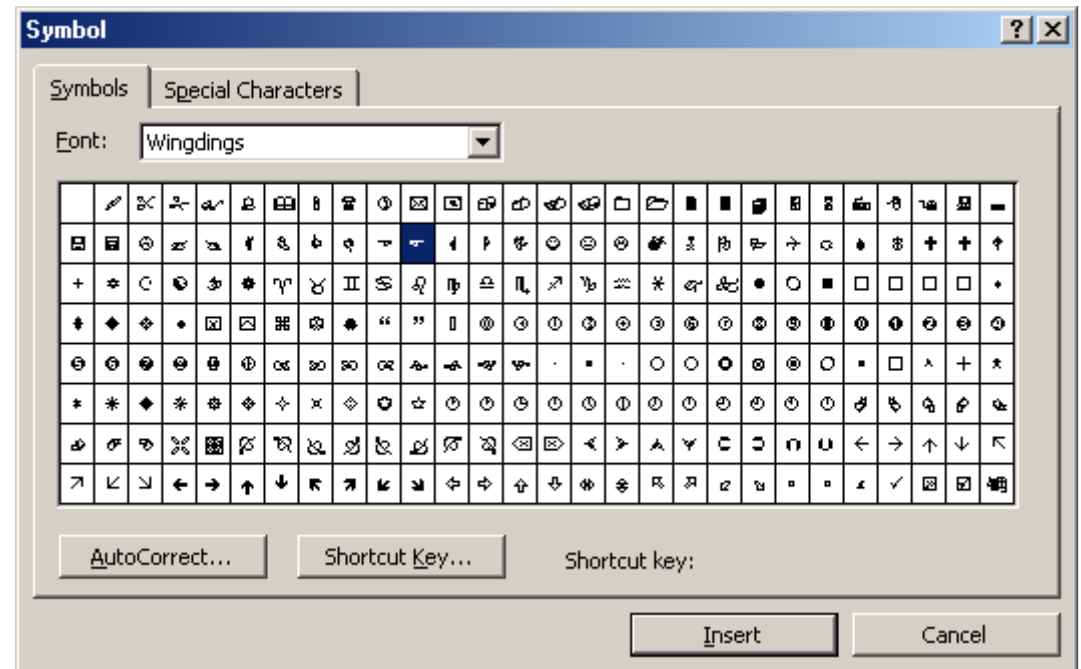 Symbol
Symbols Special Characters
Font: Wingdings
AutoCorrect... Shortcut Key... Shortcut key:
Insert Cancel